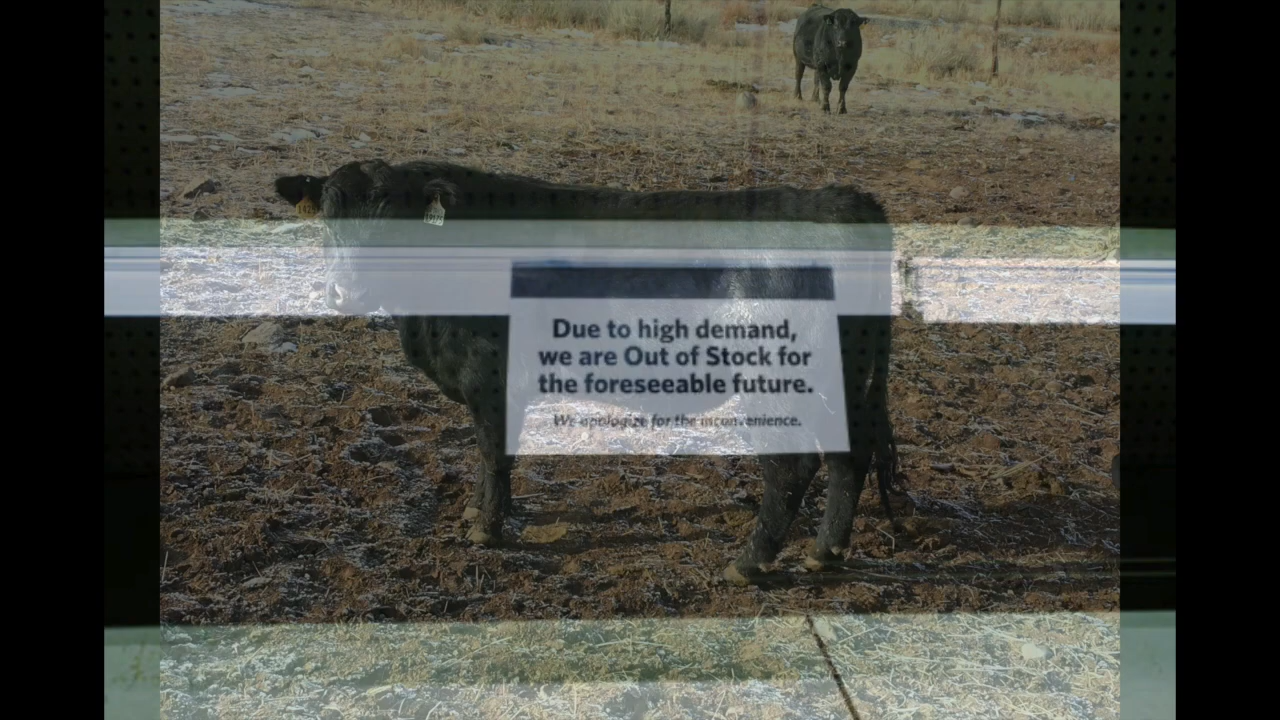 Due to high demand,
we are Out of Stock for
the foreseeable future.
We apologize for the inconvenience.